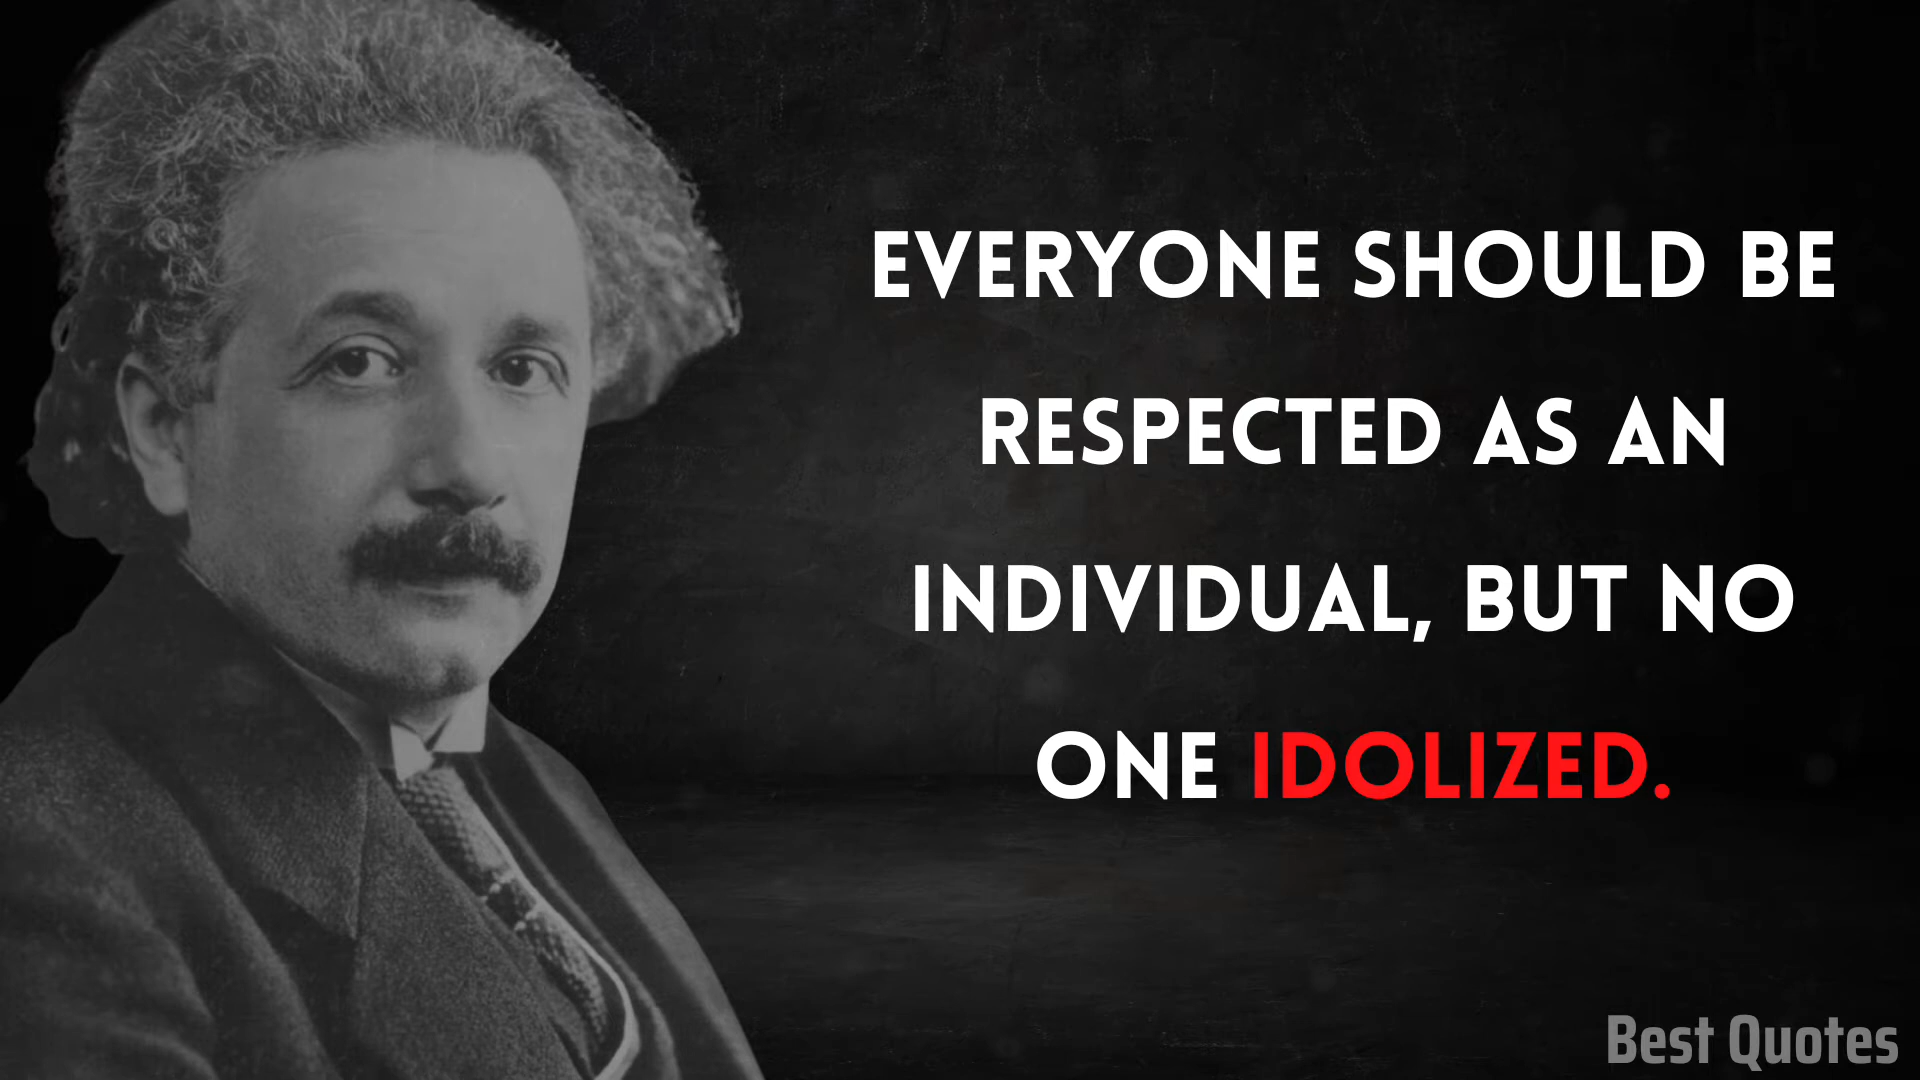 EVERYONE SHOULD BE
RESPECTED AS AN
INDIVIDUAL, BUT NO
ONE IDOLIZED.
Best Quotes